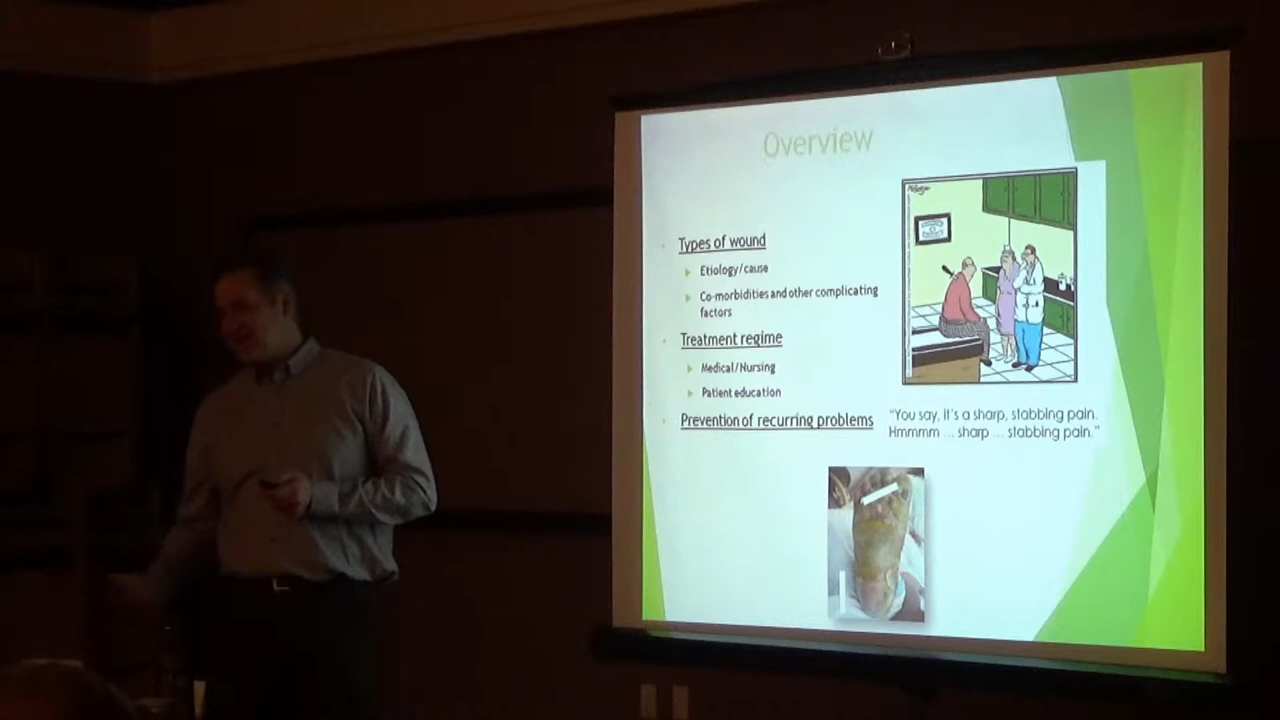 Overview
Types of wound
Etiology/cause
Co-morbidities and other complicating
factors
Treatment regime
Medical/Nursing
Patient education
Prevention of recurring problems
"You say, it's a sharp, stabbing pain.
Hmmmm ... sharp ... stabbing pain."